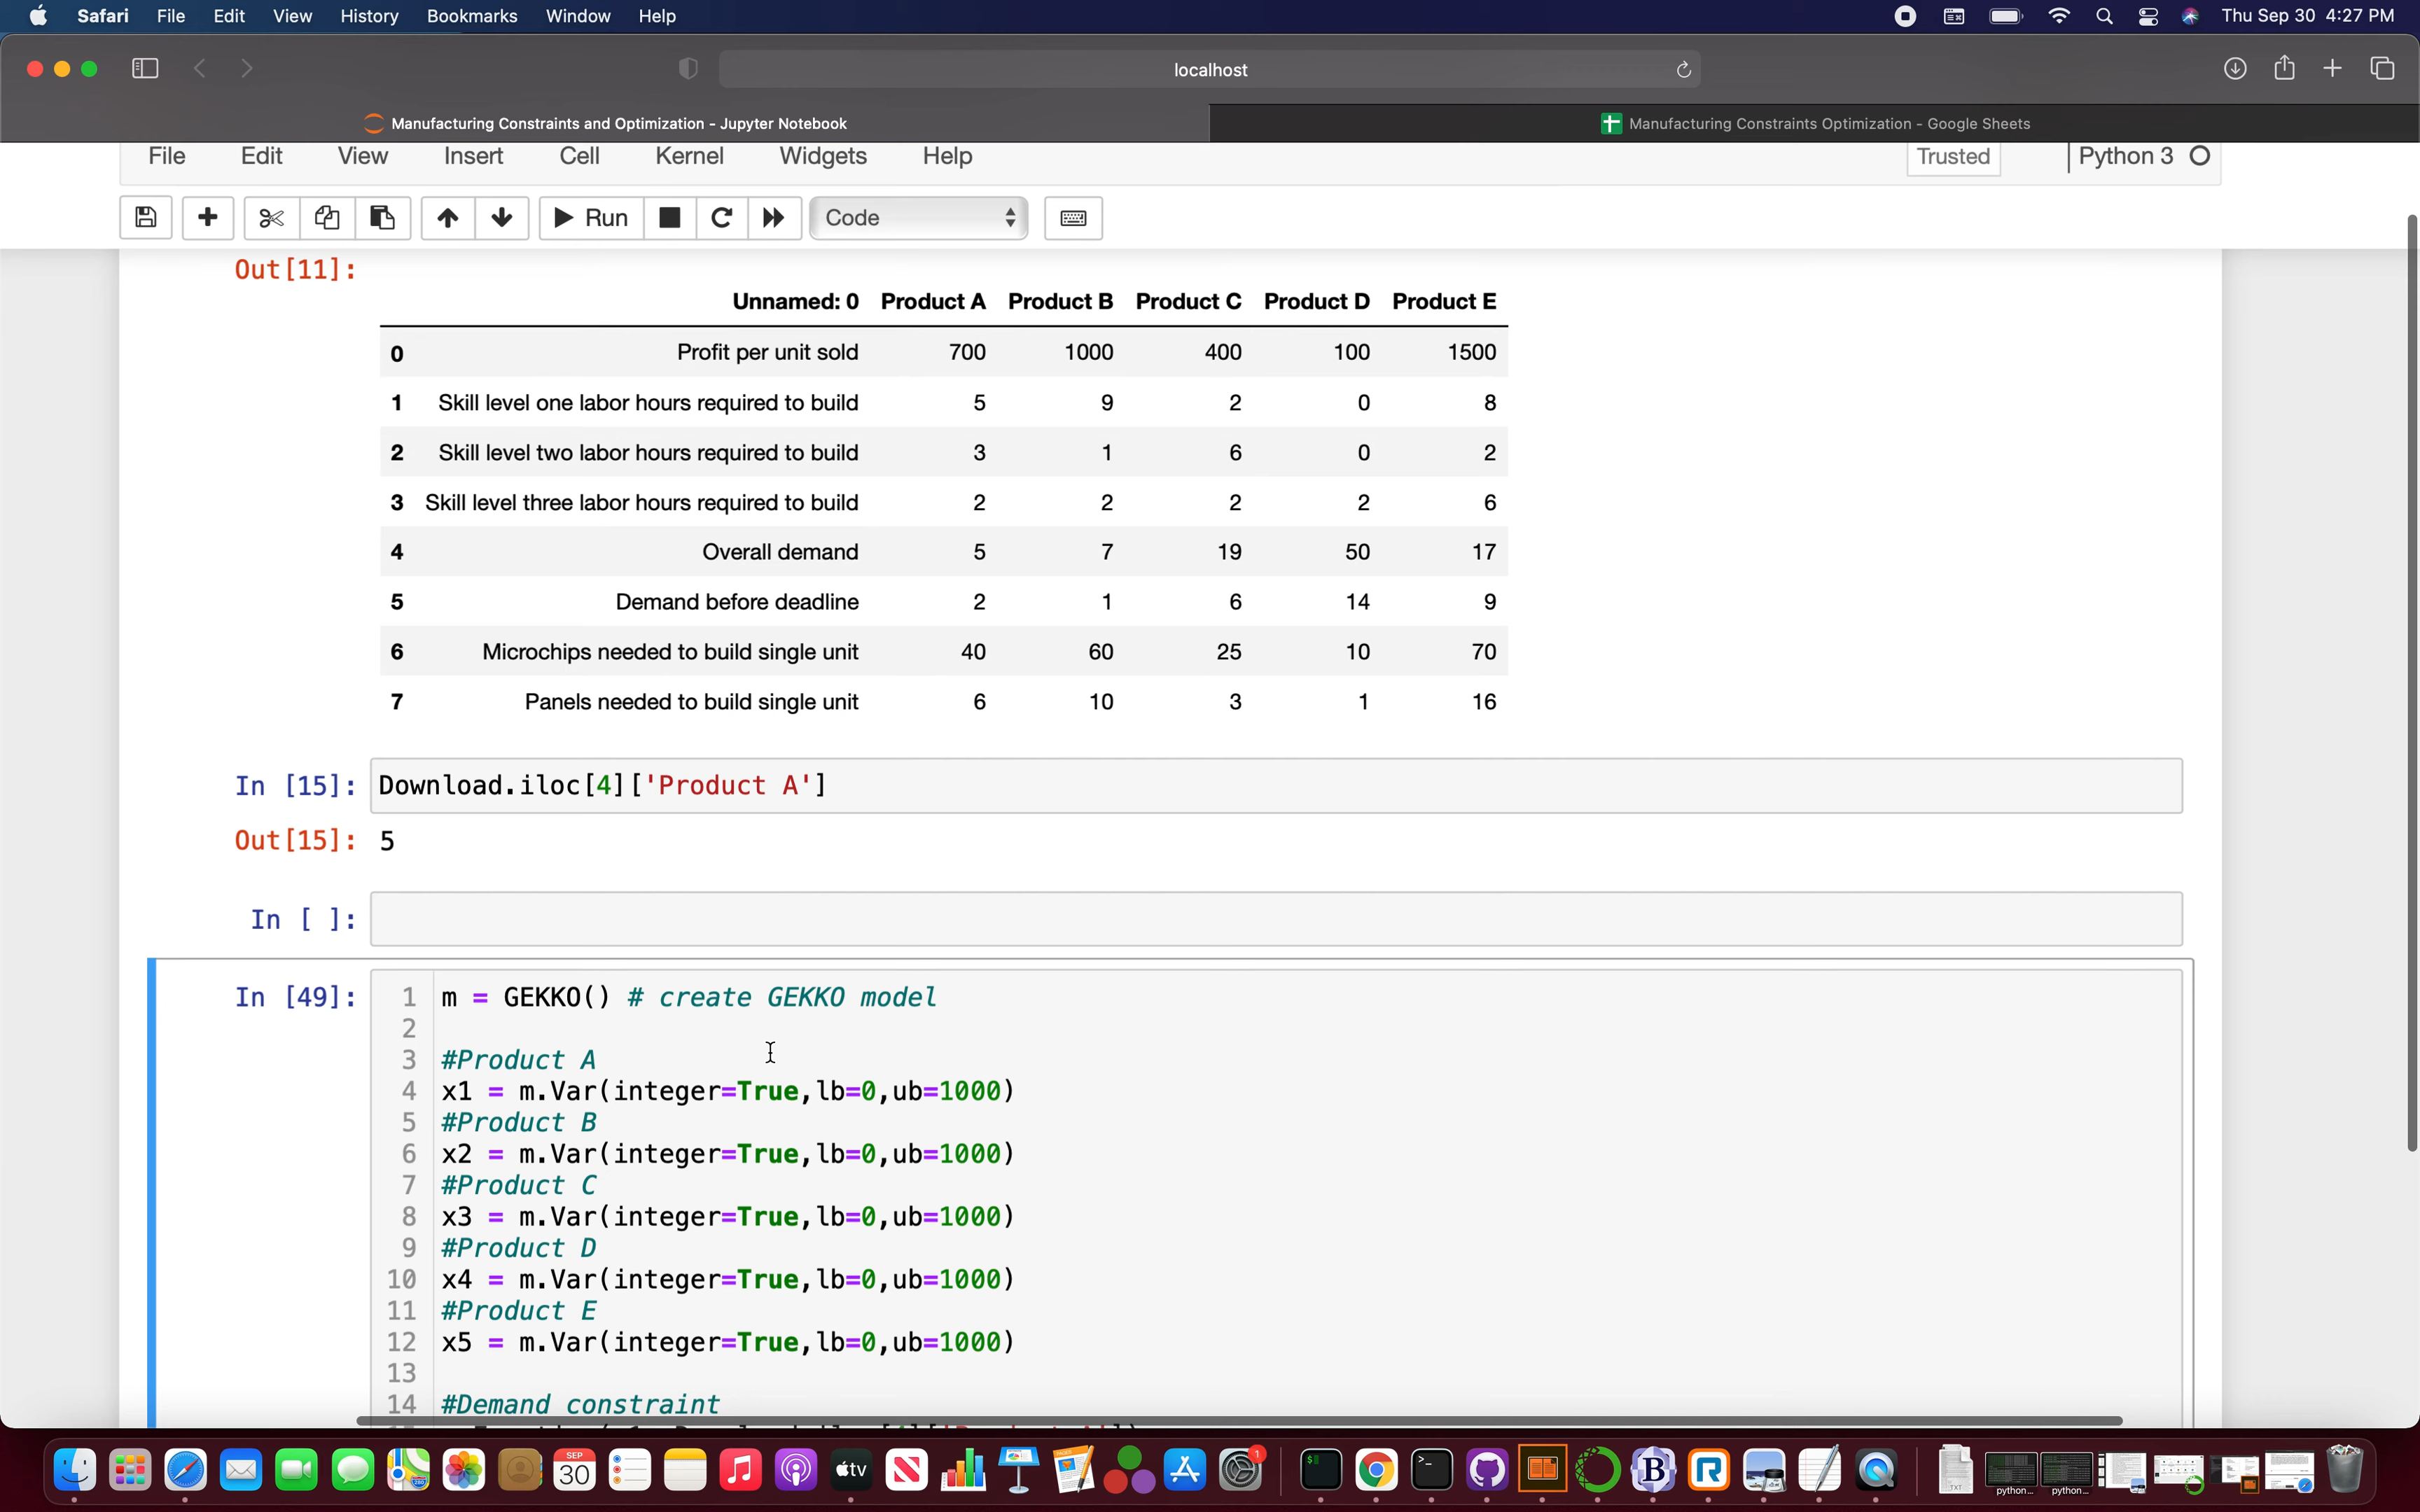 Safari File Edit View History Bookmarks Window Help Thu Sep 30 4:27 PM
localhost
Manufacturing Constraints and Optimization - Jupyter Notebook
Manufacturing Constraints Optimization - Google Sheets
File Edit View Insert Cell Kernel Widgets Help Trusted Python 3
Run Code
Out[11]:
Unnamed: 0 Product A Product B Product C Product D Product E
0 Profit per unit sold 700 1000 400 100 1500
1 Skill level one labor hours required to build 5 9 2 0 8
2 Skill level two labor hours required to build 3 1 6 0 2
3 Skill level three labor hours required to build 2 2 2 2 6
4 Overall demand 5 7 19 50 17
5 Demand before deadline 2 1 6 14 9
6 Microchips needed to build single unit 40 60 25 10 70
7 Panels needed to build single unit 6 10 3 1 16
In [15]: Download.iloc[4]['Product A']
Out[15]: 5
In [ ]:
In [49]: 1 m = GEKKO() # create GEKKO model
2
3 #Product A
4 x1 = m.Var(integer=True,lb=0,ub=1000)
5 #Product B
6 x2 = m.Var(integer=True,lb=0,ub=1000)
7 #Product C
8 x3 = m.Var(integer=True,lb=0,ub=1000)
9 #Product D
10 x4 = m.Var(integer=True,lb=0,ub=1000)
11 #Product E
12 x5 = m.Var(integer=True,lb=0,ub=1000)
13
14 #Demand constraint
SEP
30
tv
1
python...
python...
TXT